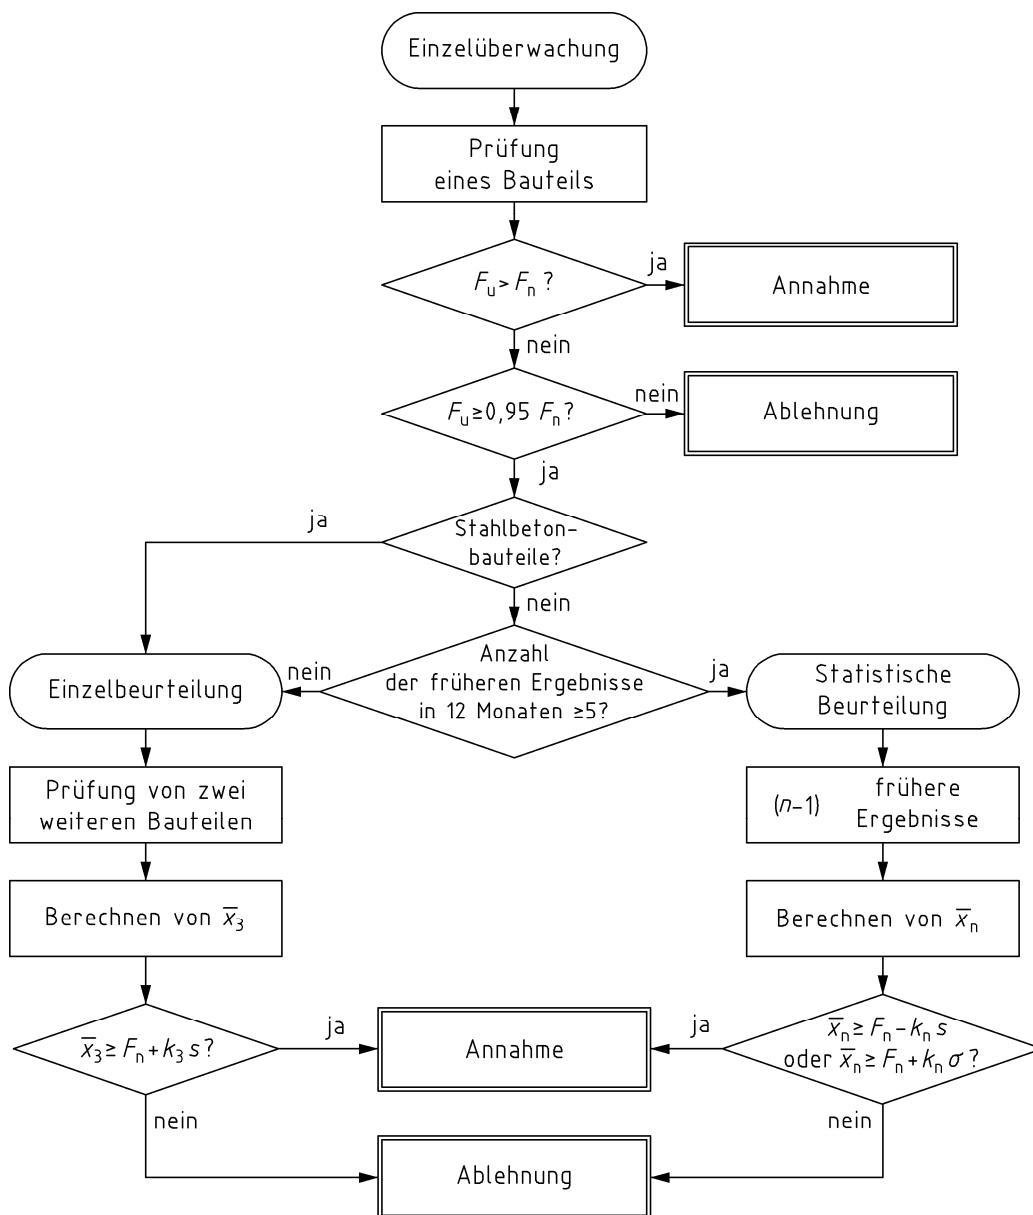 Einzelüberwachung
Prüfung
eines Bauteils
F_u > F_n ?
ja
Annahme
nein
F_u ≥ 0,95 F_n ?
nein
Ablehnung
ja
Stahlbeton-
bauteile?
ja
nein
Anzahl
der früheren Ergebnisse
in 12 Monaten ≥5?
nein
ja
Einzelbeurteilung
Statistische
Beurteilung
Prüfung von zwei
weiteren Bauteilen
(n–1) frühere
Ergebnisse
Berechnen von x̄_3
Berechnen von x̄_n
x̄_3 ≥ F_n + k_3 s ?
ja
Annahme
ja
x̄_n ≥ F_n – k_n s
oder x̄_n ≥ F_n + k_n σ ?
nein
nein
Ablehnung